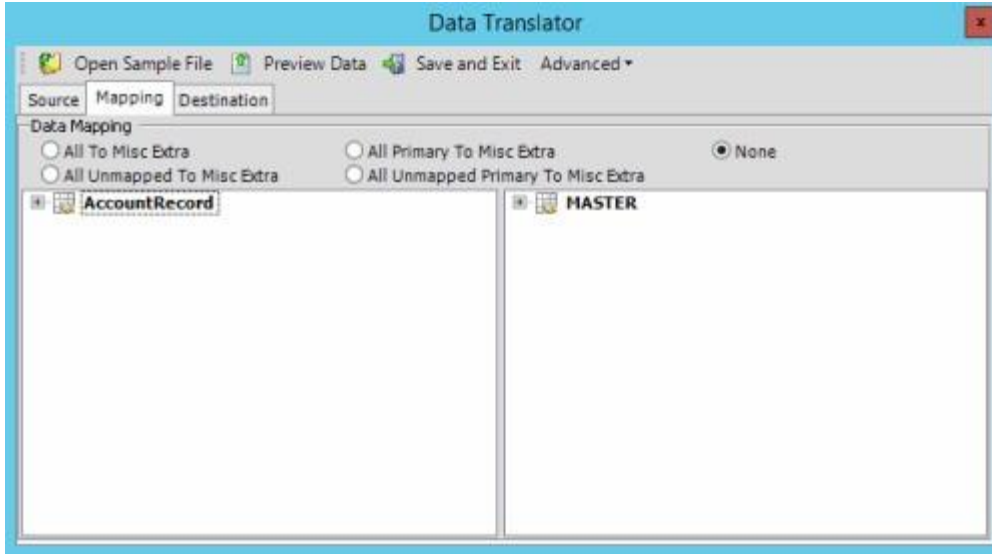 Data Translator
x
Open Sample File Preview Data Save and Exit Advanced
Source Mapping Destination
Data Mapping
All To Misc Extra All Primary To Misc Extra None
All Unmapped To Misc Extra All Unmapped Primary To Misc Extra
AccountRecord MASTER